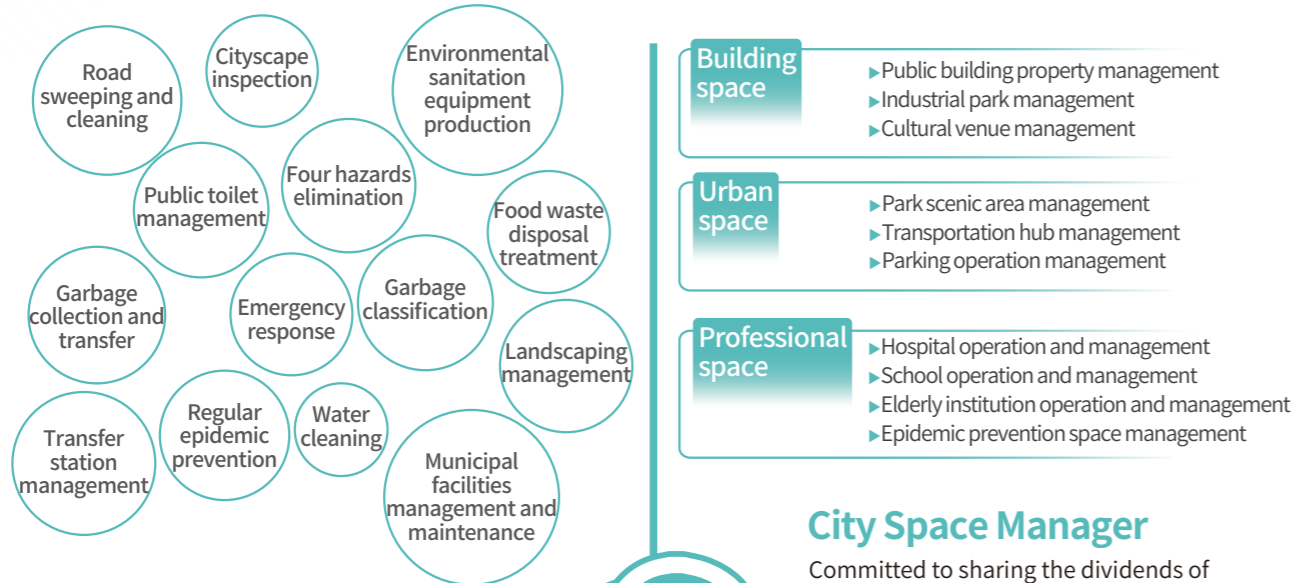 Road
sweeping and
cleaning
Cityscape
inspection
Environmental
sanitation
equipment
production
Public toilet
management
Four hazards
elimination
Food waste
disposal
treatment
Garbage
collection and
transfer
Emergency
response
Garbage
classification
Landscaping
management
Transfer
station
management
Regular
epidemic
prevention
Water
cleaning
Municipal
facilities
management and
maintenance
Building
space
▶Public building property management
▶Industrial park management
▶Cultural venue management
Urban
space
▶Park scenic area management
▶Transportation hub management
▶Parking operation management
Professional
space
▶Hospital operation and management
▶School operation and management
▶Elderly institution operation and management
▶Epidemic prevention space management
City Space Manager
Committed to sharing the dividends of